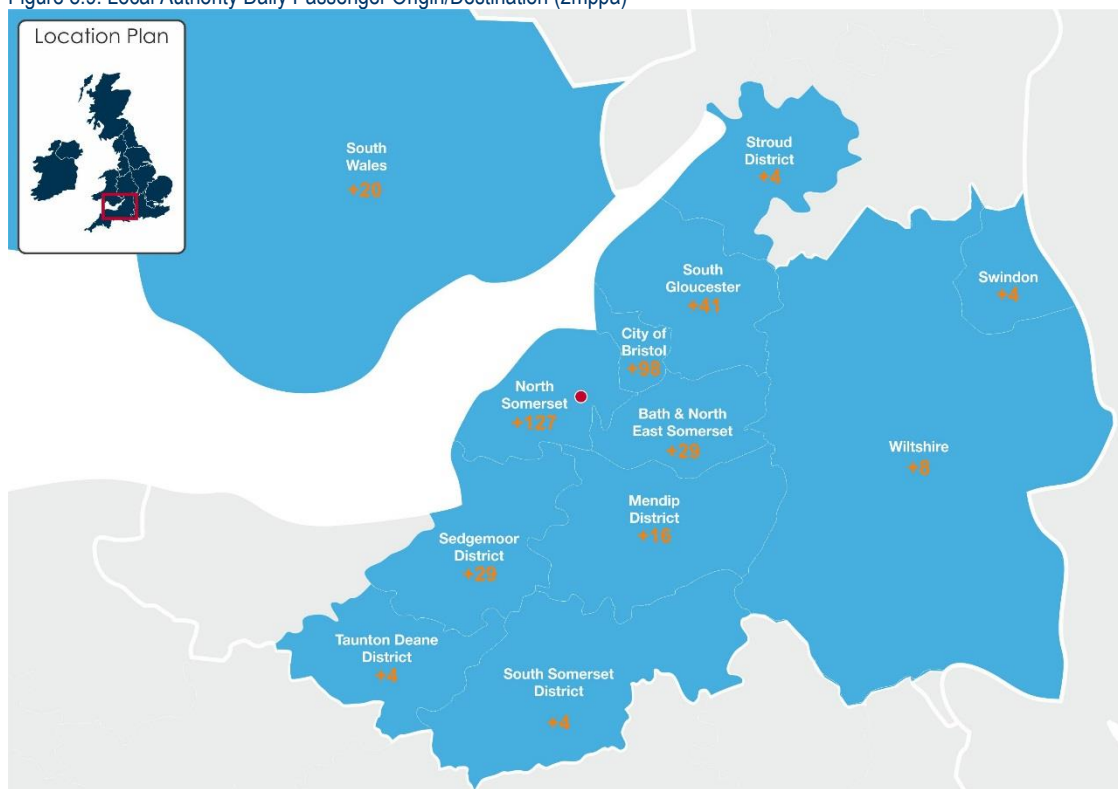 Figure Local Authority Daily Passenger Origin/Destination (2mppa)
Location Plan
South
Wales
+20
Stroud
District
+4
South
Gloucester
+41
Swindon
+4
City of
Bristol
+98
North
Somerset
+127
Bath & North
East Somerset
+29
Wiltshire
+8
Mendip
District
+16
Sedgemoor
District
+29
Taunton Deane
District
+4
South Somerset
District
+4